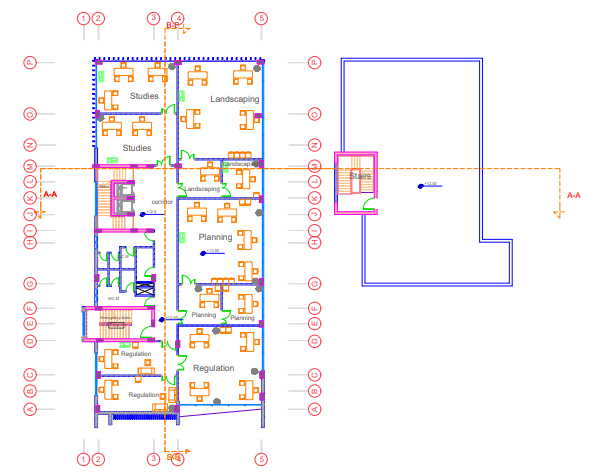 1 2 3 4 5
B-B
P P
Studies
Landscaping
O O
Studies
N N
M M
Landscaping
Stairs
L L
Landscaping
A-A A-A
K K
corridor
J J
I I
Planning
H H
G G
W.C.M
F F
Planning
Planning
E E
D D
Regulation
Regulation
C C
B B
Regulation
A A
B-B
1 2 3 4 5